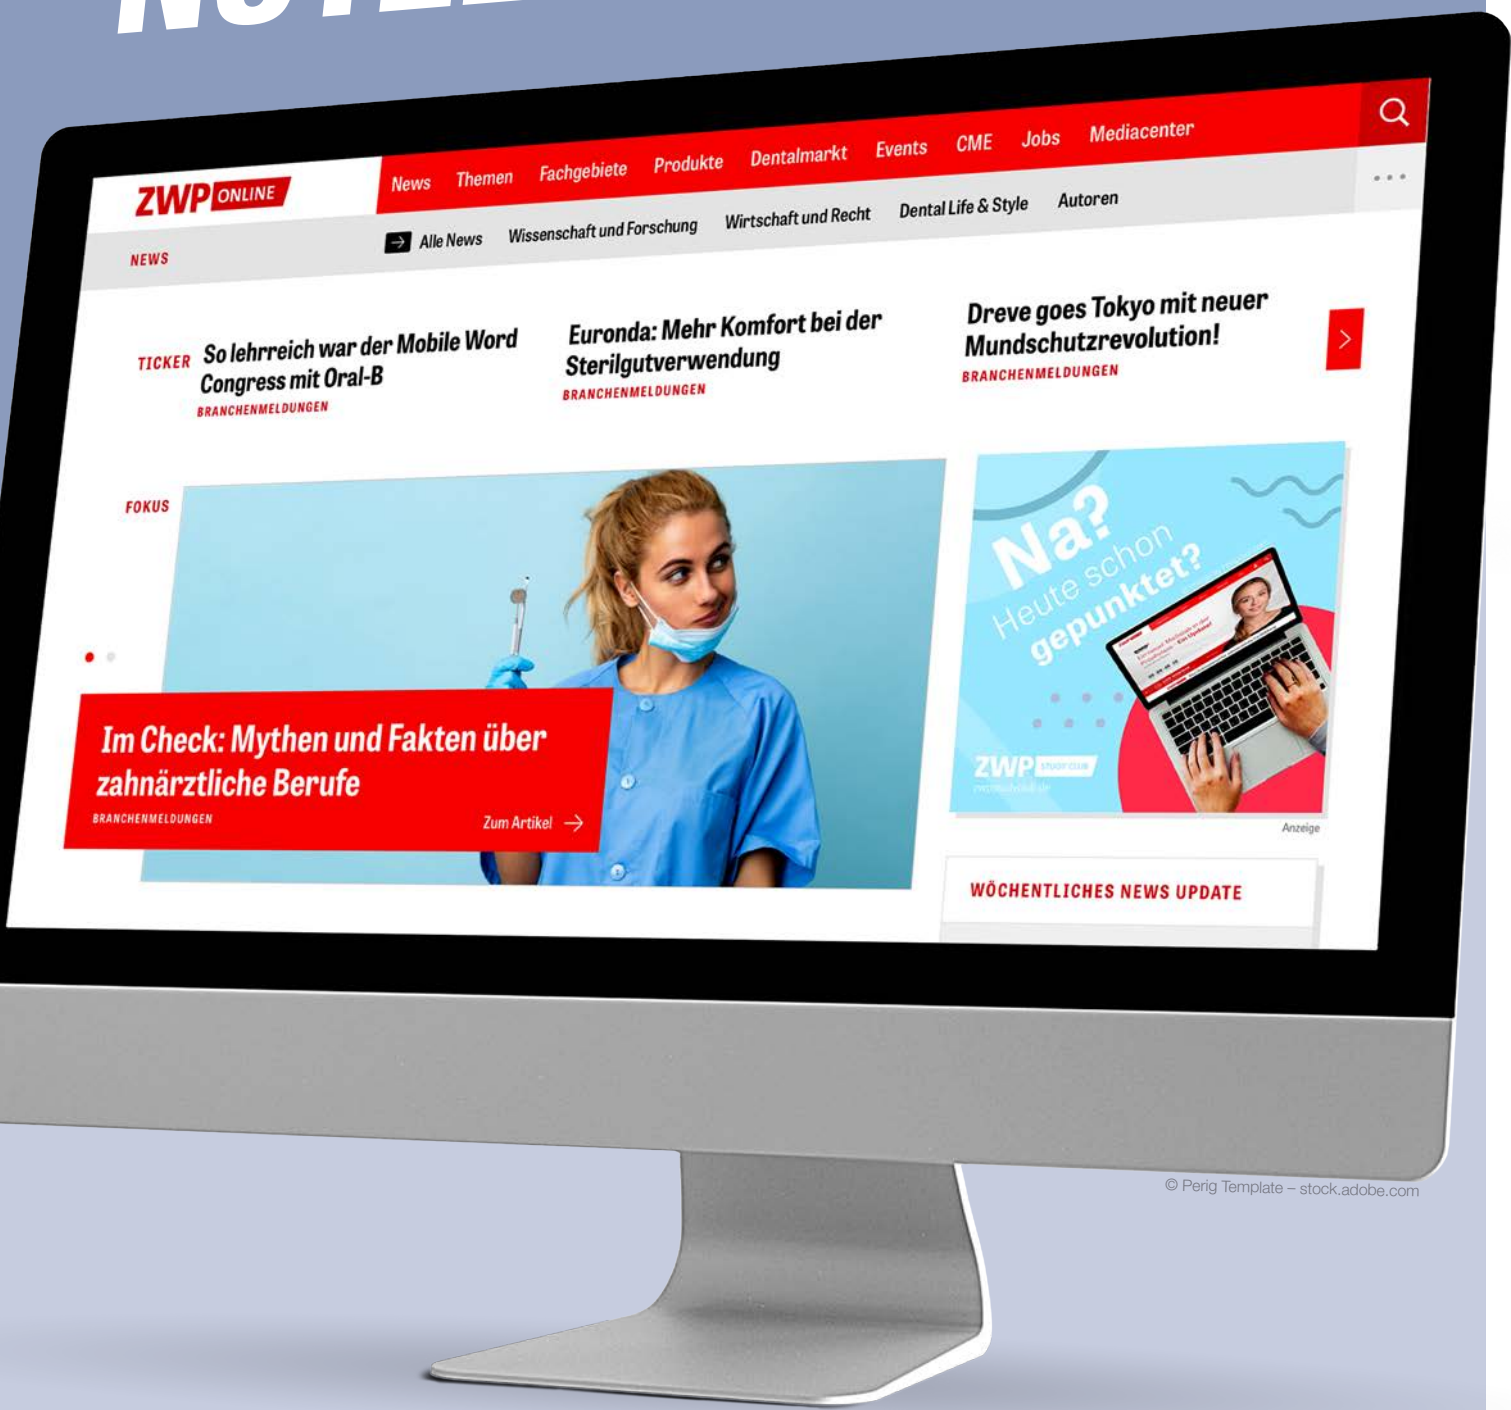 ZWP ONLINE
News Themen Fachgebiete Produkte Dentalmarkt Events CME Jobs Mediacenter
NEWS
Alle News Wissenschaft und Forschung Wirtschaft und Recht Dental Life & Style Autoren
TICKER
So lehrreich war der Mobile Word
Congress mit Oral-B
BRANCHENMELDUNGEN
Euronda: Mehr Komfort bei der
Sterilgutverwendung
BRANCHENMELDUNGEN
Dreve goes Tokyo mit neuer
Mundschutzrevolution!
BRANCHENMELDUNGEN
FOKUS
Im Check: Mythen und Fakten über
zahnärztliche Berufe
BRANCHENMELDUNGEN
Zum Artikel
Na?
Heute schon
gepunktet?
ZWP STUDY CLUB
Anzeige
WÖCHENTLICHES NEWS UPDATE
© Perig Template – stock.adobe.com